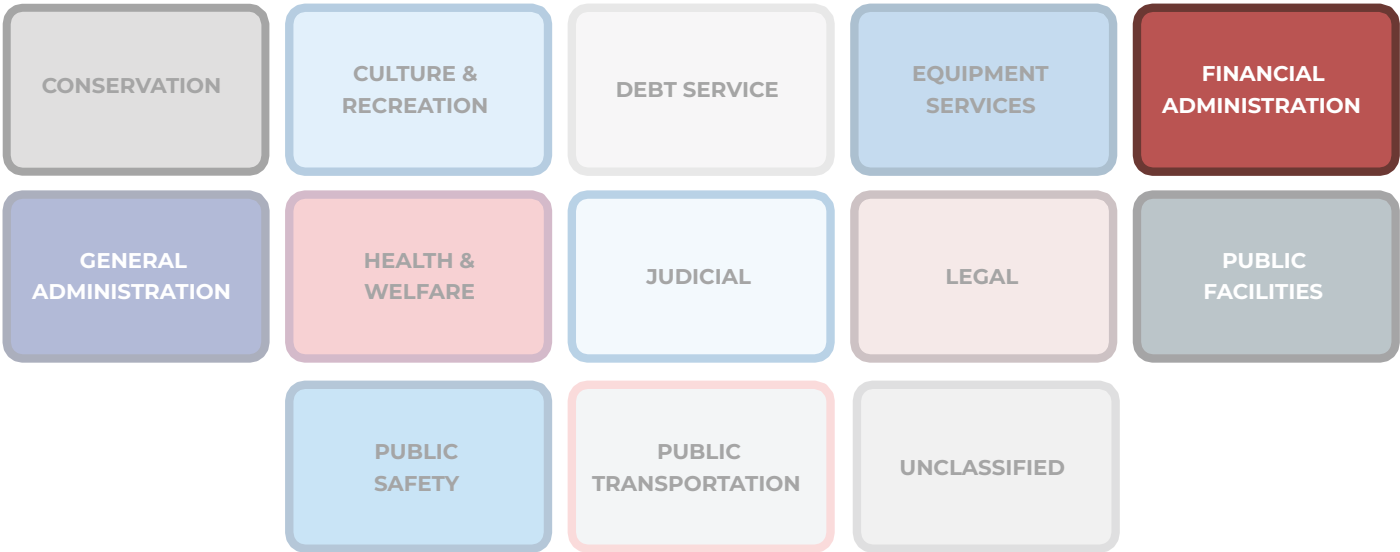 CONSERVATION
CULTURE &
RECREATION
DEBT SERVICE
EQUIPMENT
SERVICES
FINANCIAL
ADMINISTRATION
GENERAL
ADMINISTRATION
HEALTH &
WELFARE
JUDICIAL
LEGAL
PUBLIC
FACILITIES
PUBLIC
SAFETY
PUBLIC
TRANSPORTATION
UNCLASSIFIED